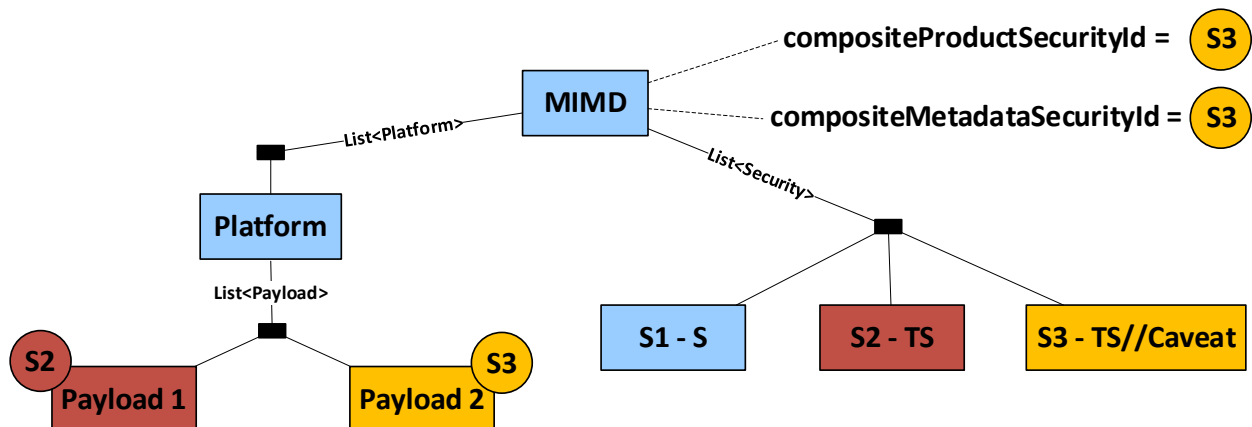 compositeProductSecurityId = S3
MIMD
compositeMetadataSecurityId = S3
List<Platform>
List<Security>
Platform
List<Payload>
S1 - S
S2 - TS
S3 - TS//Caveat
S2
Payload 1
S3
Payload 2